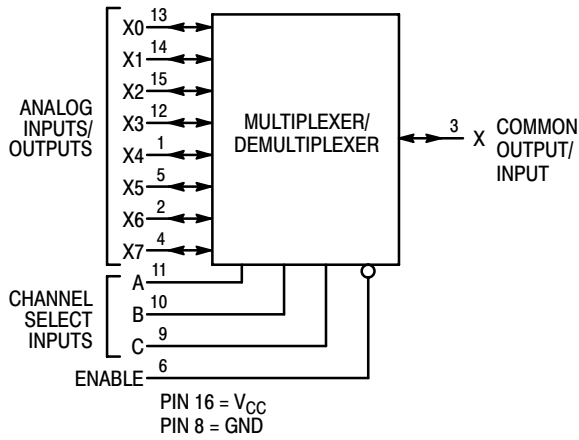 ANALOG
INPUTS/
OUTPUTS
X0 13
X1 14
X2 15
X3 12
X4 1
X5 5
X6 2
X7 4
MULTIPLEXER/
DEMULTIPLEXER
3 X COMMON
OUTPUT/
INPUT
CHANNEL
SELECT
INPUTS
A 11
B 10
C 9
ENABLE 6
PIN 16 = VCC
PIN 8 = GND